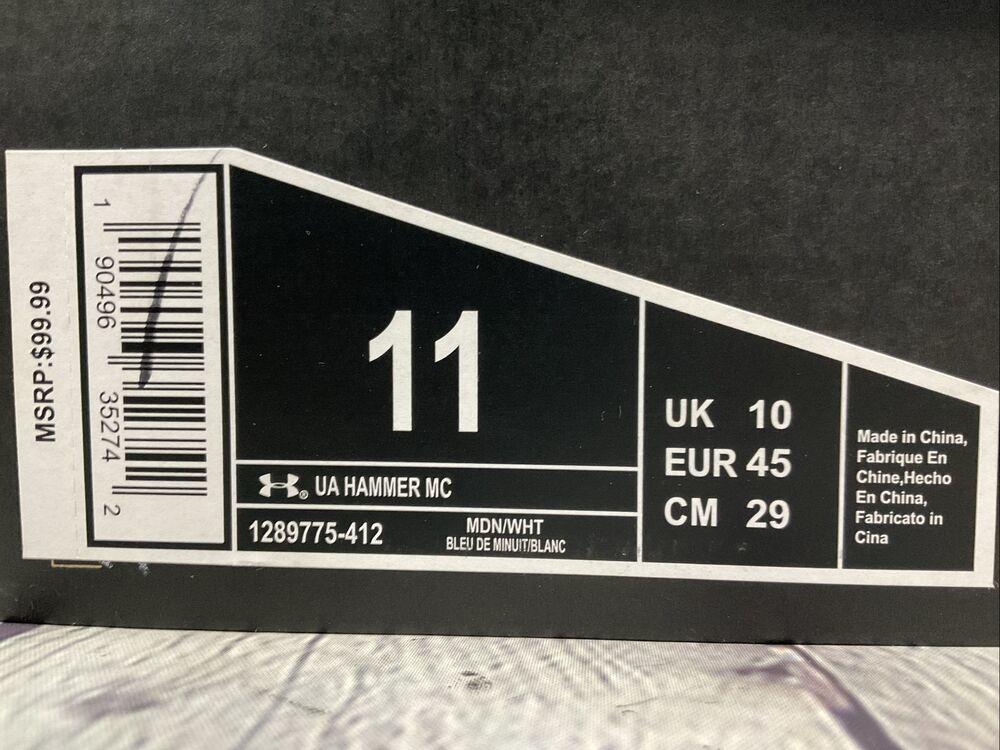 MSRP:$99.99
1 90496 35274 2
11
UA HAMMER MC
1289775-412
MDN/WHT
BLEU DE MINUIT/BLANC
UK 10
EUR 45
CM 29
Made in China,
Fabrique En
Chine,Hecho
En China,
Fabricato in
Cina